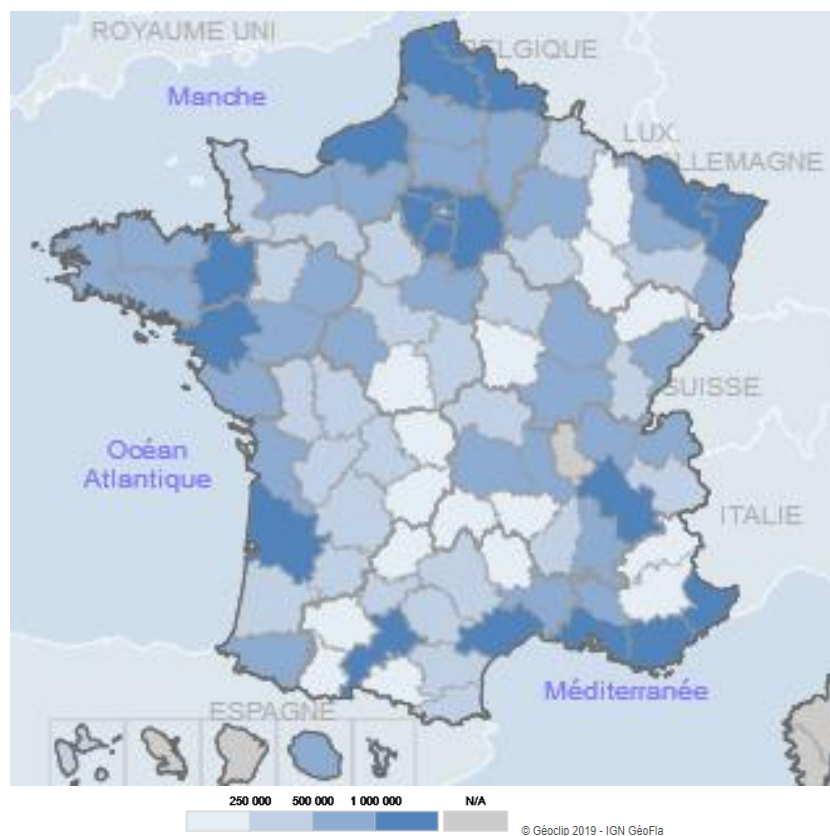 ROYAUME UNI
BELGIQUE
Manche
LUX.
ALLEMAGNE
SUISSE
Océan
Atlantique
ITALIE
Méditerranée
ESPAGNE
250 000 500 000 1 000 000 N/A
© Géoclip 2019 - IGN GéoFla